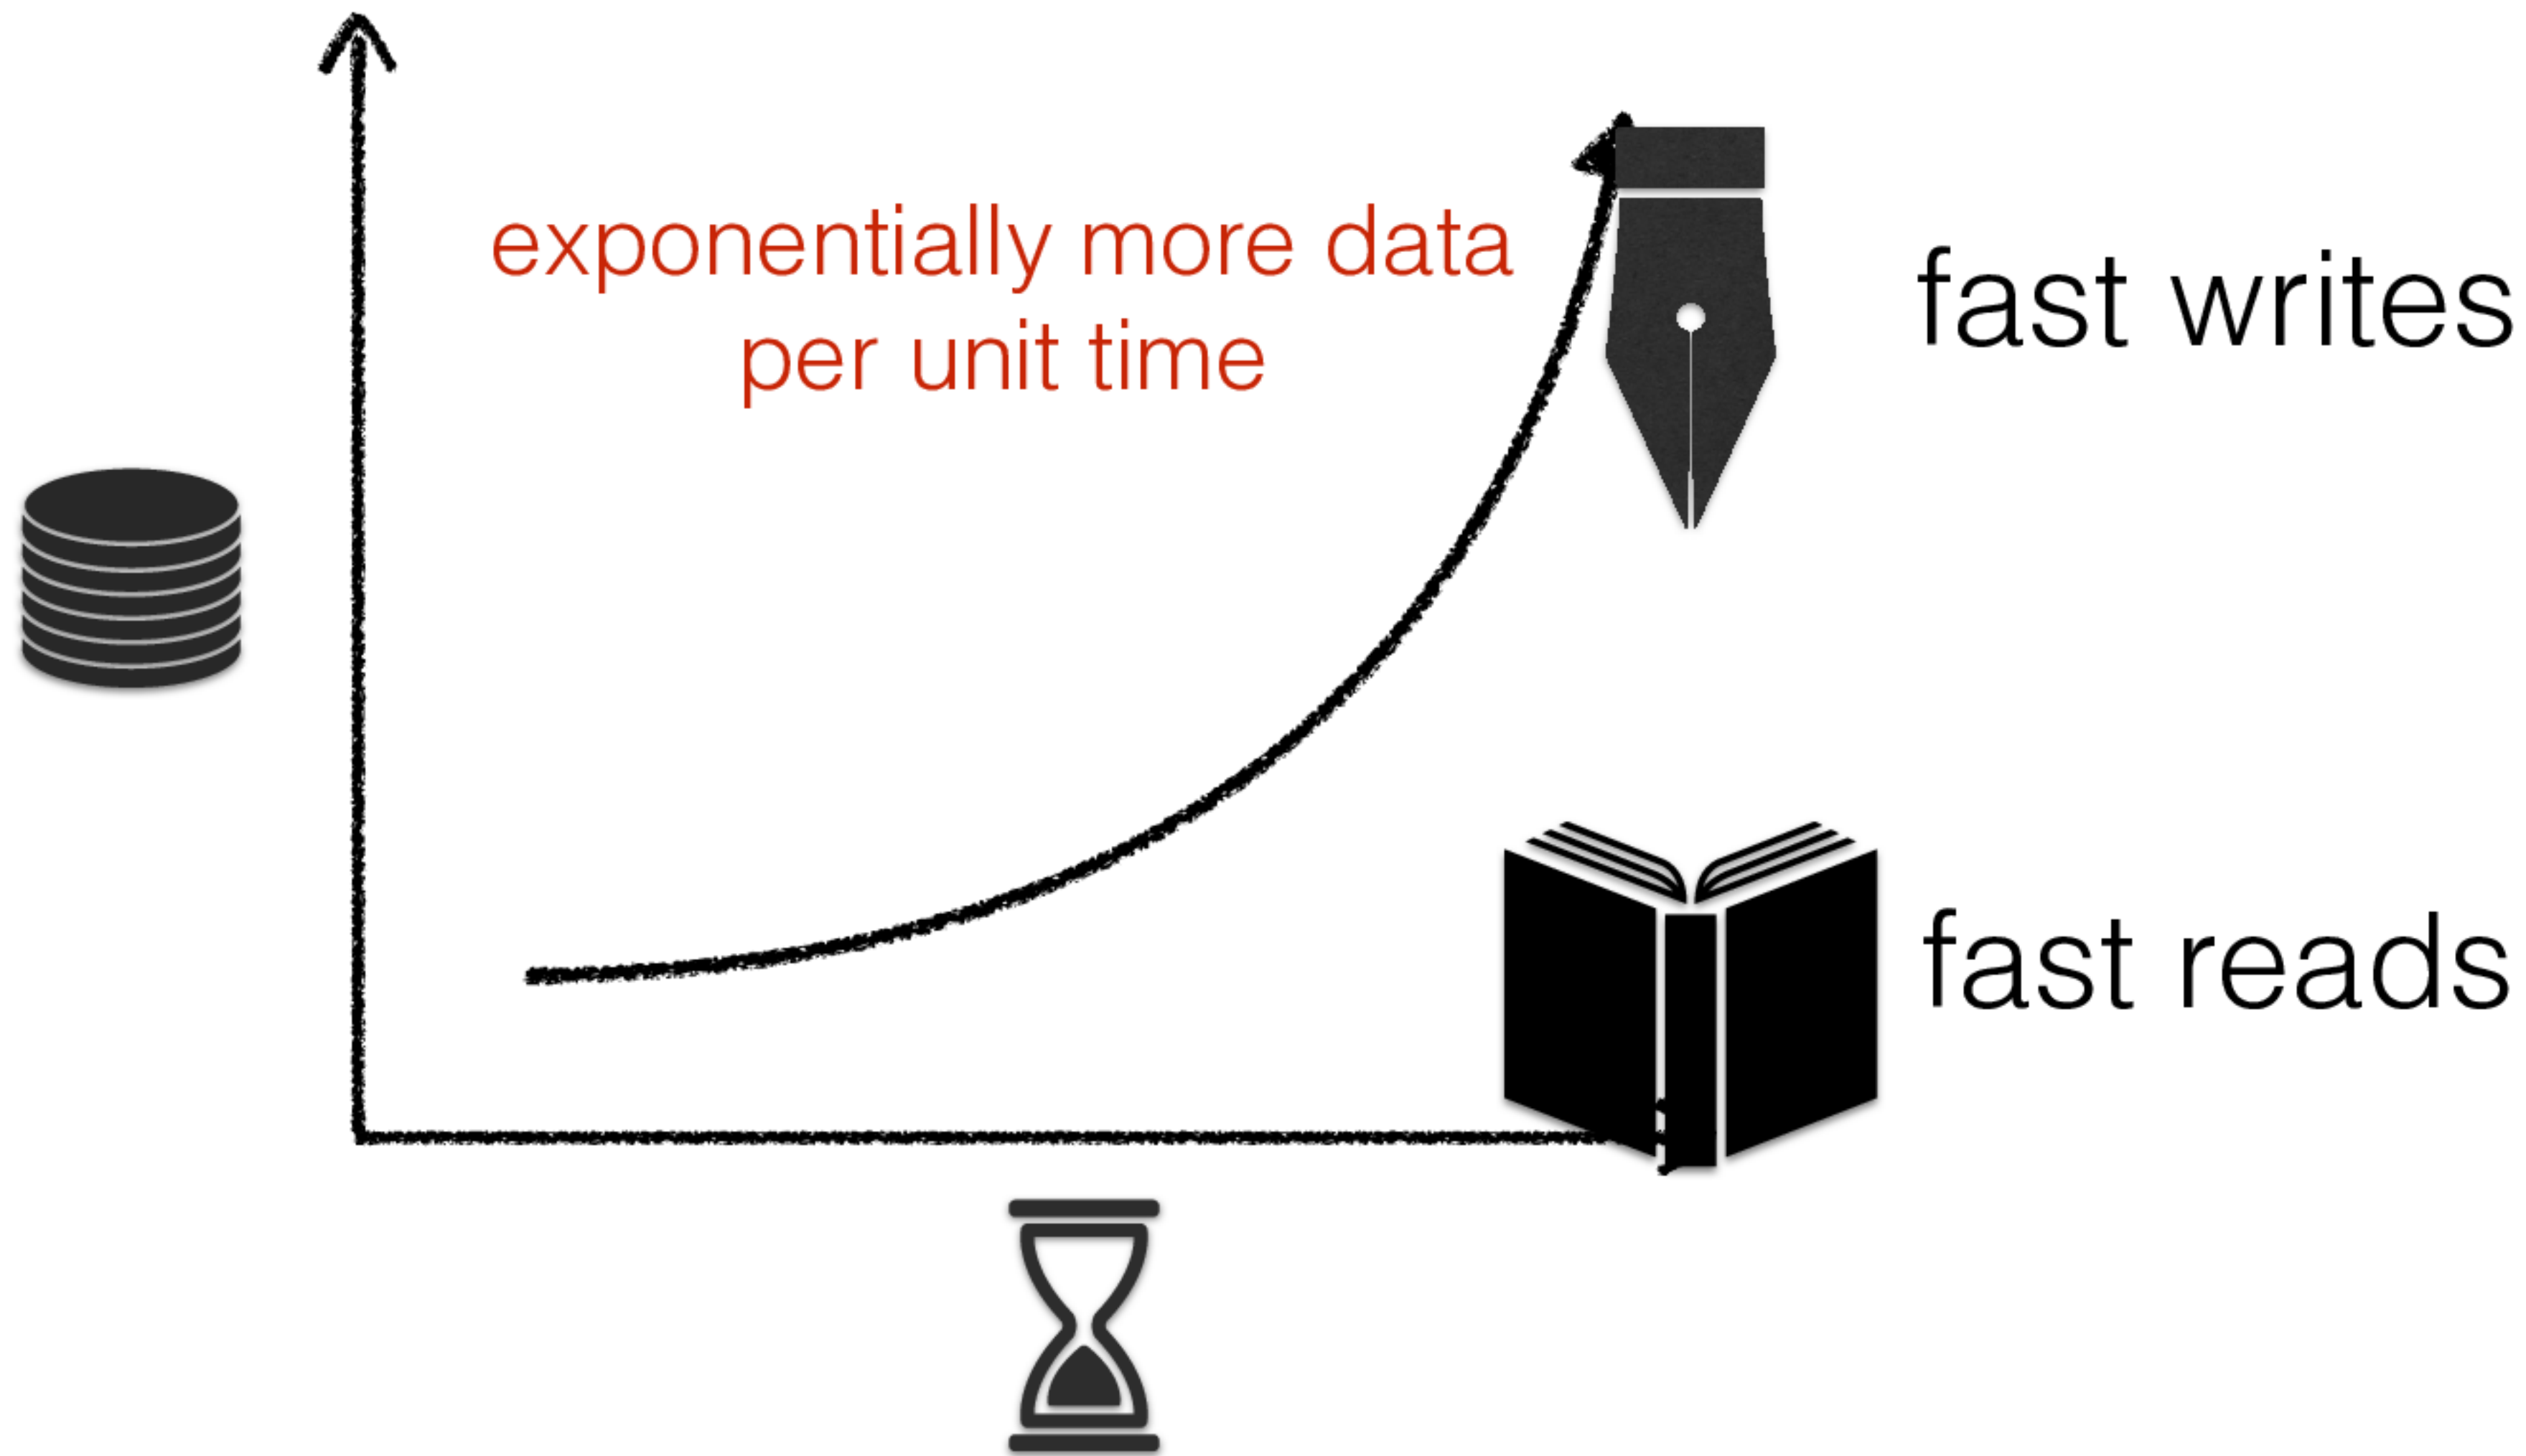 exponentially more data
per unit time
fast writes
fast reads